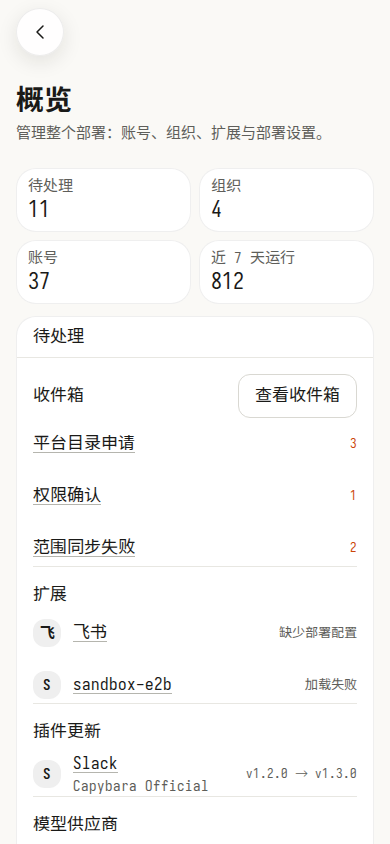 概览
管理整个部署：账号、组织、扩展与部署设置。
待处理
11
组织
4
账号
37
近 7 天运行
812
待处理
收件箱
查看收件箱
平台目录申请
3
权限确认
1
范围同步失败
2
扩展
飞
飞书
缺少部署配置
S
sandbox-e2b
加载失败
插件更新
S
Slack
Capybara Official
v1.2.0 → v1.3.0
模型供应商